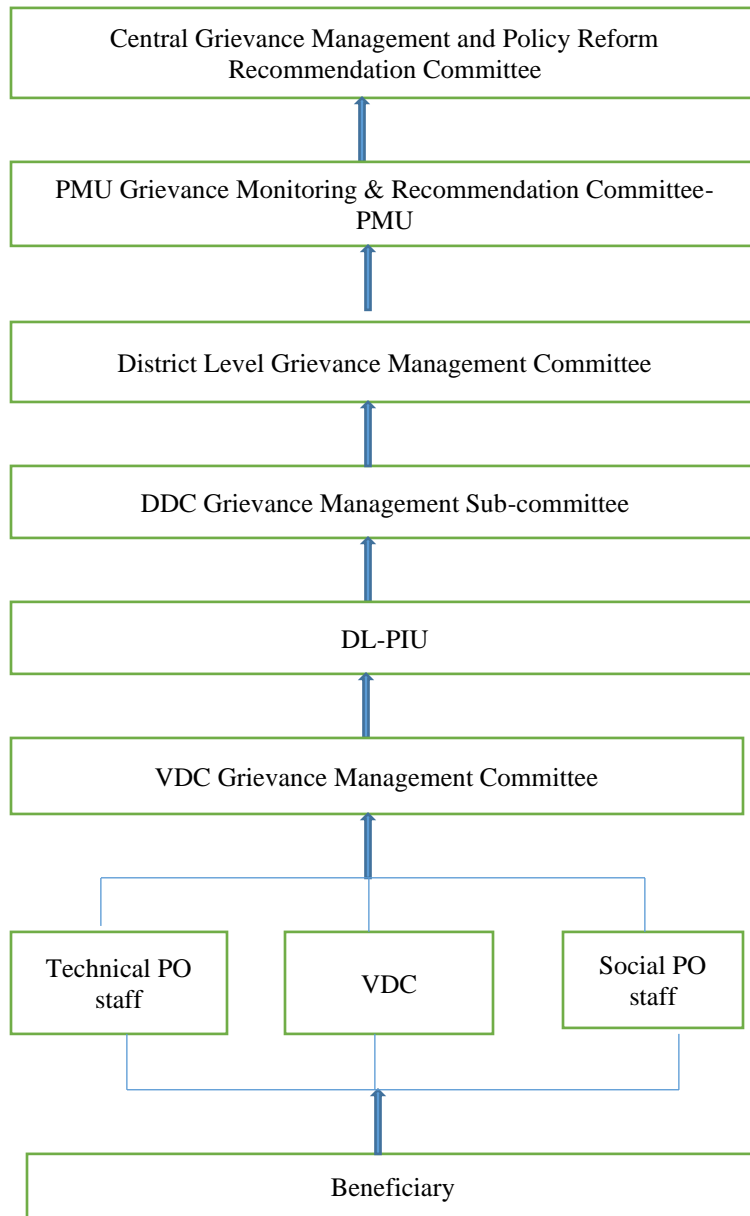 Central Grievance Management and Policy Reform
Recommendation Committee
PMU Grievance Monitoring & Recommendation Committee-
PMU
District Level Grievance Management Committee
DDC Grievance Management Sub-committee
DL-PIU
VDC Grievance Management Committee
Technical PO
staff
VDC
Social PO
staff
Beneficiary